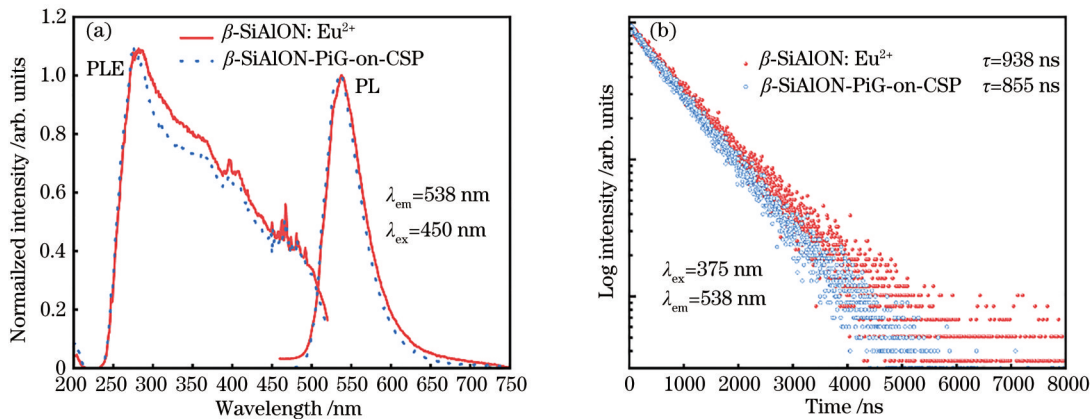 (a)
β-SiAlON: Eu²⁺
β-SiAlON-PiG-on-CSP
PLE
PL
λem=538 nm
λex=450 nm
Normalized intensity /arb. units
1.2
1.0
0.8
0.6
0.4
0.2
0
200 250 300 350 400 450 500 550 600 650 700 750
Wavelength /nm
(b)
β-SiAlON: Eu²⁺ τ=938 ns
β-SiAlON-PiG-on-CSP τ=855 ns
λex=375 nm
λem=538 nm
Log intensity /arb. units
0 1000 2000 3000 4000 5000 6000 7000 8000
Time /ns